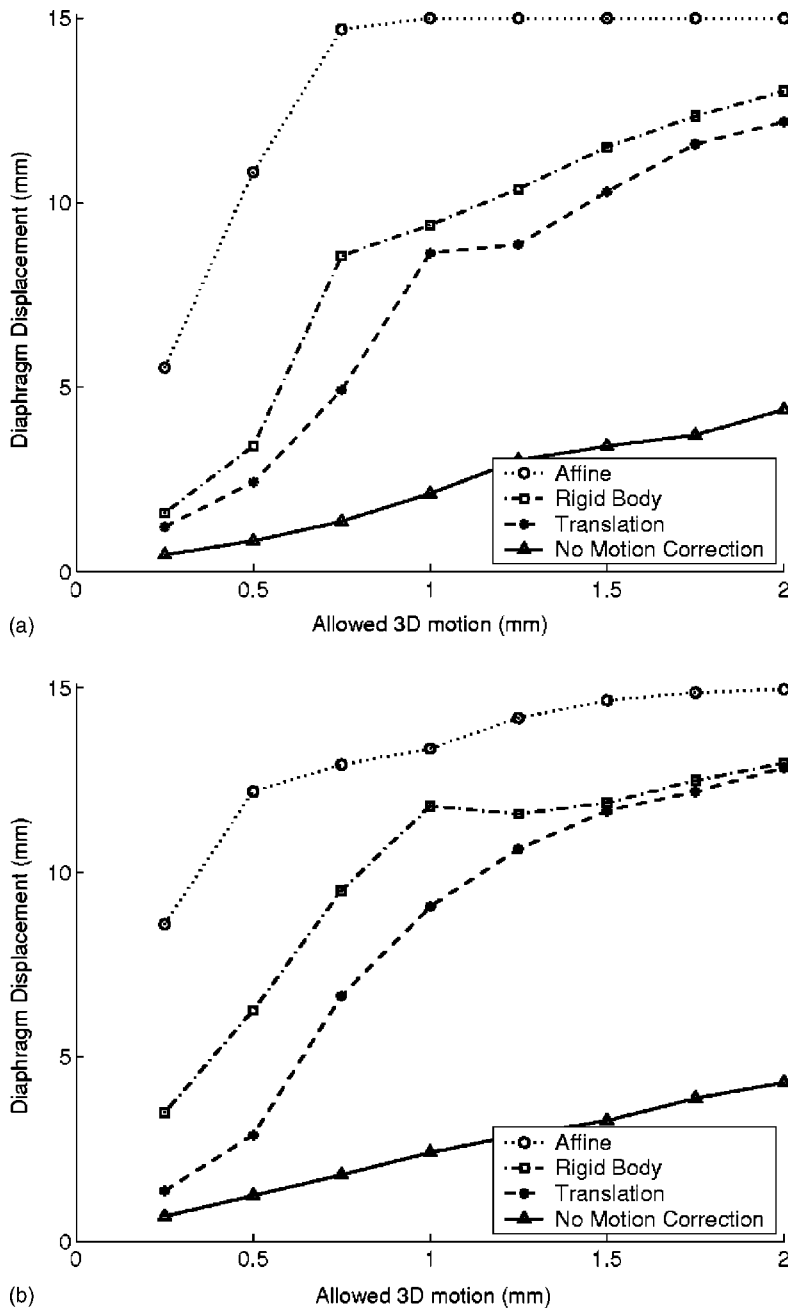 15
10
5
0
Diaphragm Displacement (mm)
Affine
Rigid Body
Translation
No Motion Correction
0
0.5
1
1.5
2
(a)
Allowed 3D motion (mm)
15
10
5
0
Diaphragm Displacement (mm)
Affine
Rigid Body
Translation
No Motion Correction
0
0.5
1
1.5
2
(b)
Allowed 3D motion (mm)